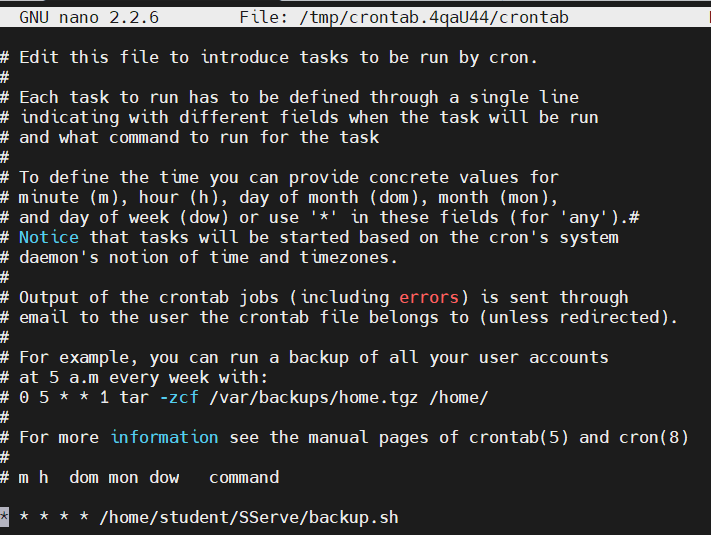 GNU nano 2.2.6 File: /tmp/crontab.4qaU44/crontab
# Edit this file to introduce tasks to be run by cron.
#
# Each task to run has to be defined through a single line
# indicating with different fields when the task will be run
# and what command to run for the task
#
# To define the time you can provide concrete values for
# minute (m), hour (h), day of month (dom), month (mon),
# and day of week (dow) or use '*' in these fields (for 'any').#
# Notice that tasks will be started based on the cron's system
# daemon's notion of time and timezones.
#
# Output of the crontab jobs (including errors) is sent through
# email to the user the crontab file belongs to (unless redirected).
#
# For example, you can run a backup of all your user accounts
# at 5 a.m every week with:
# 0 5 * * 1 tar -zcf /var/backups/home.tgz /home/
#
# For more information see the manual pages of crontab(5) and cron(8)
#
# m h  dom mon dow   command
* * * * * /home/student/SServe/backup.sh